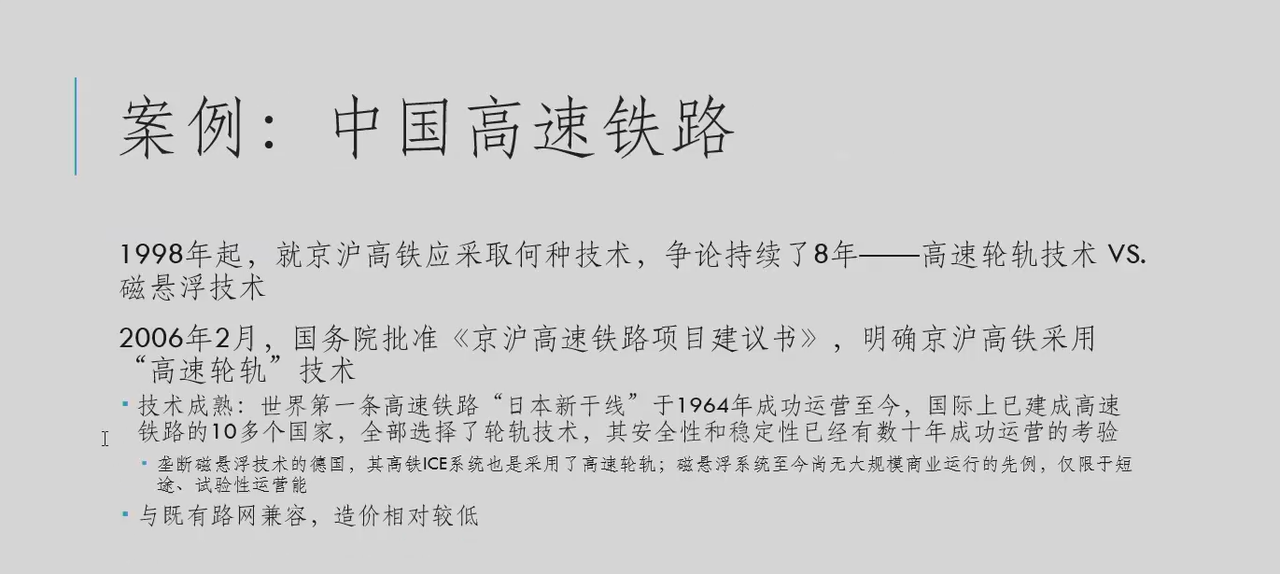 案例：中国高速铁路
1998年起，就京沪高铁应采取何种技术，争论持续了8年——高速轮轨技术 VS.
磁悬浮技术
2006年2月，国务院批准《京沪高速铁路项目建议书》，明确京沪高铁采用
“高速轮轨”技术
▪ 技术成熟：世界第一条高速铁路“日本新干线”于1964年成功运营至今，国际上已建成高速
铁路的10多个国家，全部选择了轮轨技术，其安全性和稳定性已经有数十年成功运营的考验
▪ 垄断磁悬浮技术的德国，其高铁ICE系统也是采用了高速轮轨；磁悬浮系统至今尚无大规模商业运行的先例，仅限于短
途、试验性运营能
▪ 与既有路网兼容，造价相对较低